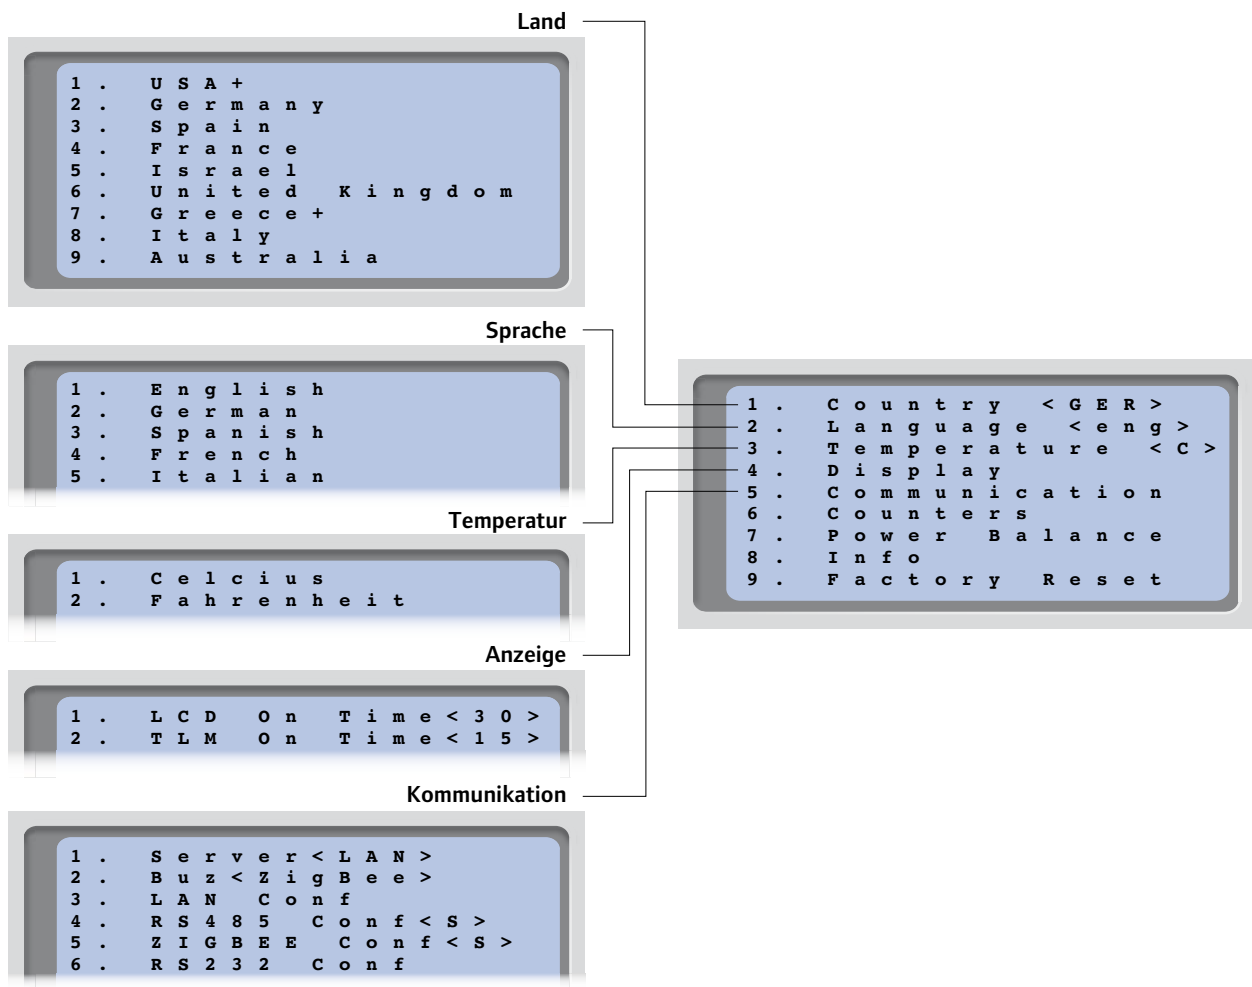 Land
1. USA+
2. Germany
3. Spain
4. France
5. Israel
6. United Kingdom
7. Greece+
8. Italy
9. Australia
Sprache
1. English
2. German
3. Spanish
4. French
5. Italian
Temperatur
1. Celcius
2. Fahrenheit
Anzeige
1. LCD On Time<30>
2. TLM On Time<15>
Kommunikation
1. Server<LAN>
2. Buz<ZigBee>
3. LAN Conf
4. RS485 Conf<S>
5. ZIGBEE Conf<S>
6. RS232 Conf
1. Country <GER>
2. Language <eng>
3. Temperature <C>
4. Display
5. Communication
6. Counters
7. Power Balance
8. Info
9. Factory Reset